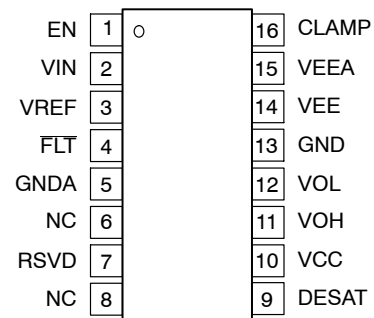 EN 1 16 CLAMP
VIN 2 15 VEEA
VREF 3 14 VEE
FLT 4 13 GND
GNDA 5 12 VOL
NC 6 11 VOH
RSVD 7 10 VCC
NC 8 9 DESAT